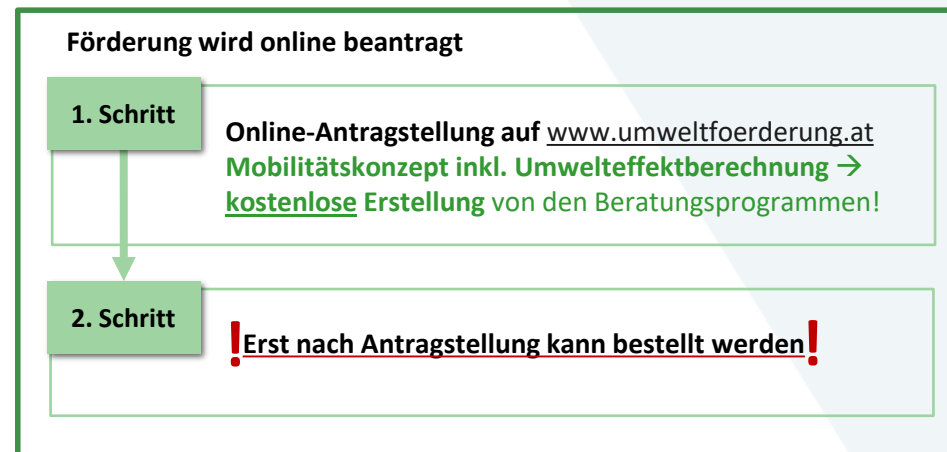 Förderung wird online beantragt
1. Schritt
Online-Antragstellung auf www.umweltfoerderung.at
Mobilitätskonzept inkl. Umwelteffektberechnung →
kostenlose Erstellung von den Beratungsprogrammen!
2. Schritt
!Erst nach Antragstellung kann bestellt werden!